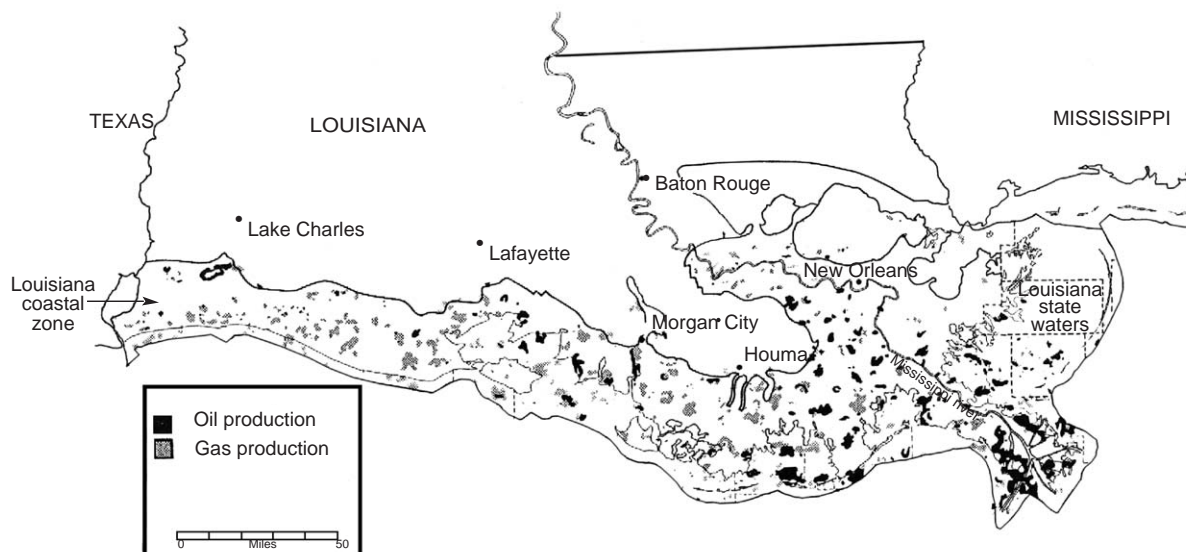 TEXAS
LOUISIANA
MISSISSIPPI
Baton Rouge
Lake Charles
Lafayette
New Orleans
Louisiana
coastal
zone
Louisiana
state
waters
Morgan City
Houma
Mississippi river
Oil production
Gas production
0 Miles 50